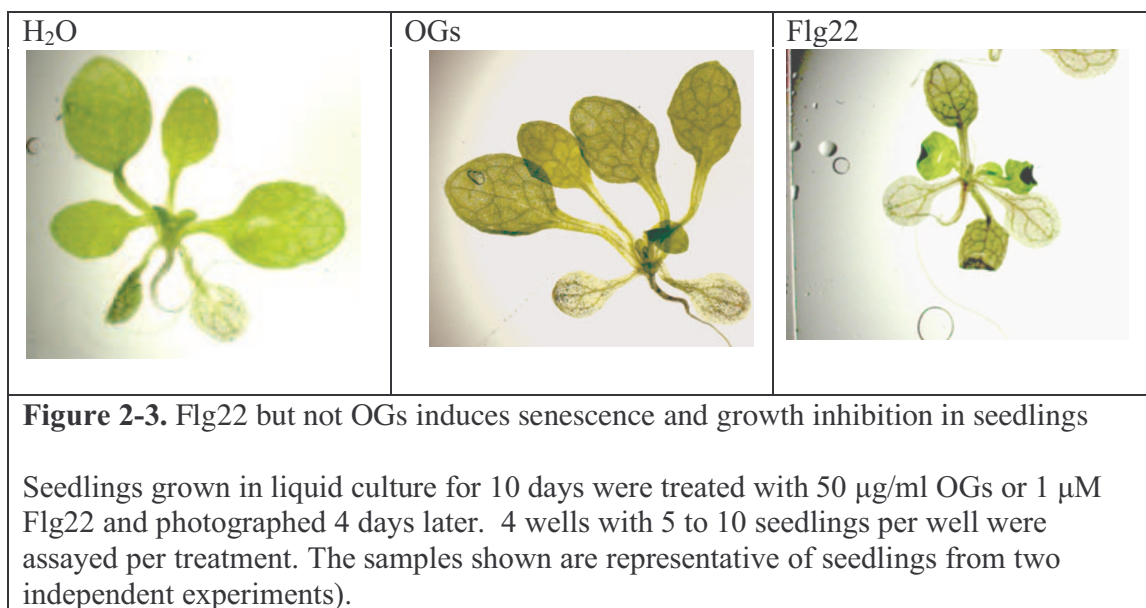 H₂O OGs Flg22
Figure 2-3. Flg22 but not OGs induces senescence and growth inhibition in seedlings
Seedlings grown in liquid culture for 10 days were treated with 50 μg/ml OGs or 1 μM
Flg22 and photographed 4 days later.  4 wells with 5 to 10 seedlings per well were
assayed per treatment. The samples shown are representative of seedlings from two
independent experiments).